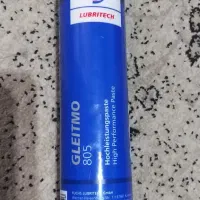 LUBRITECH
GLEITMO
805
Hochleistungspaste
High Performance Paste